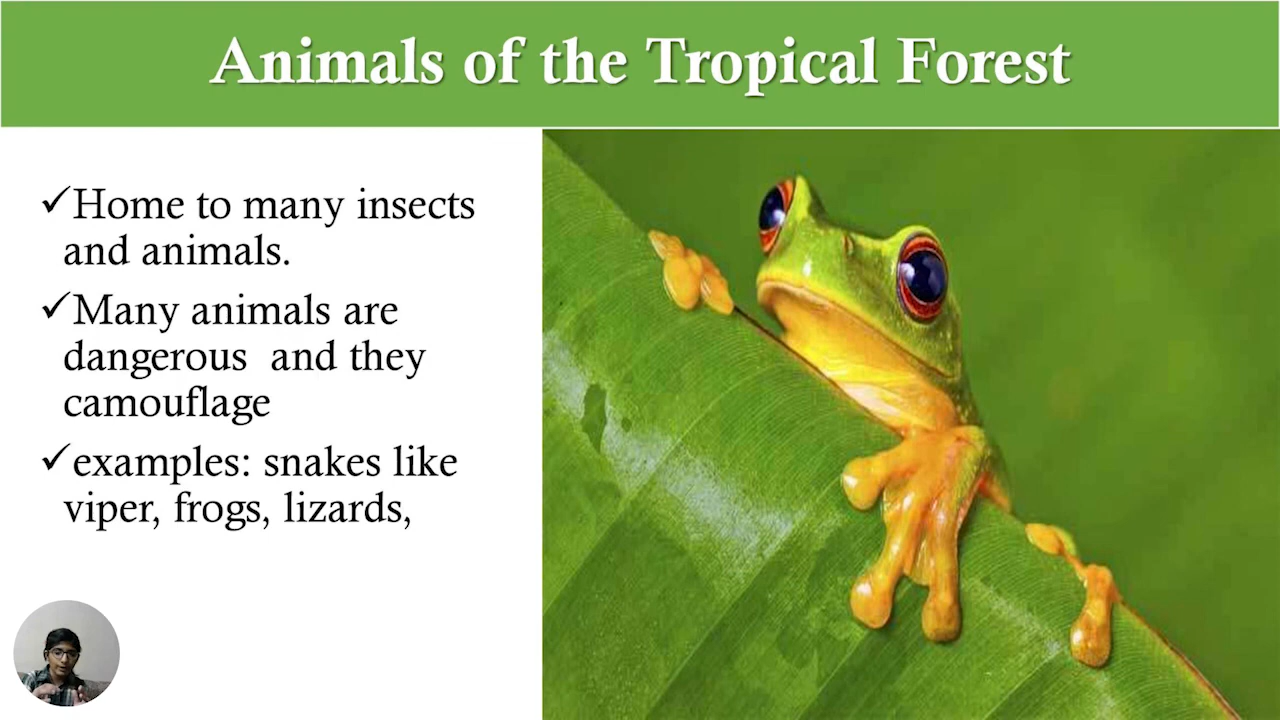 Animals of the Tropical Forest
✓Home to many insects
and animals.
✓Many animals are
dangerous  and they
camouflage
✓examples: snakes like
viper, frogs, lizards,